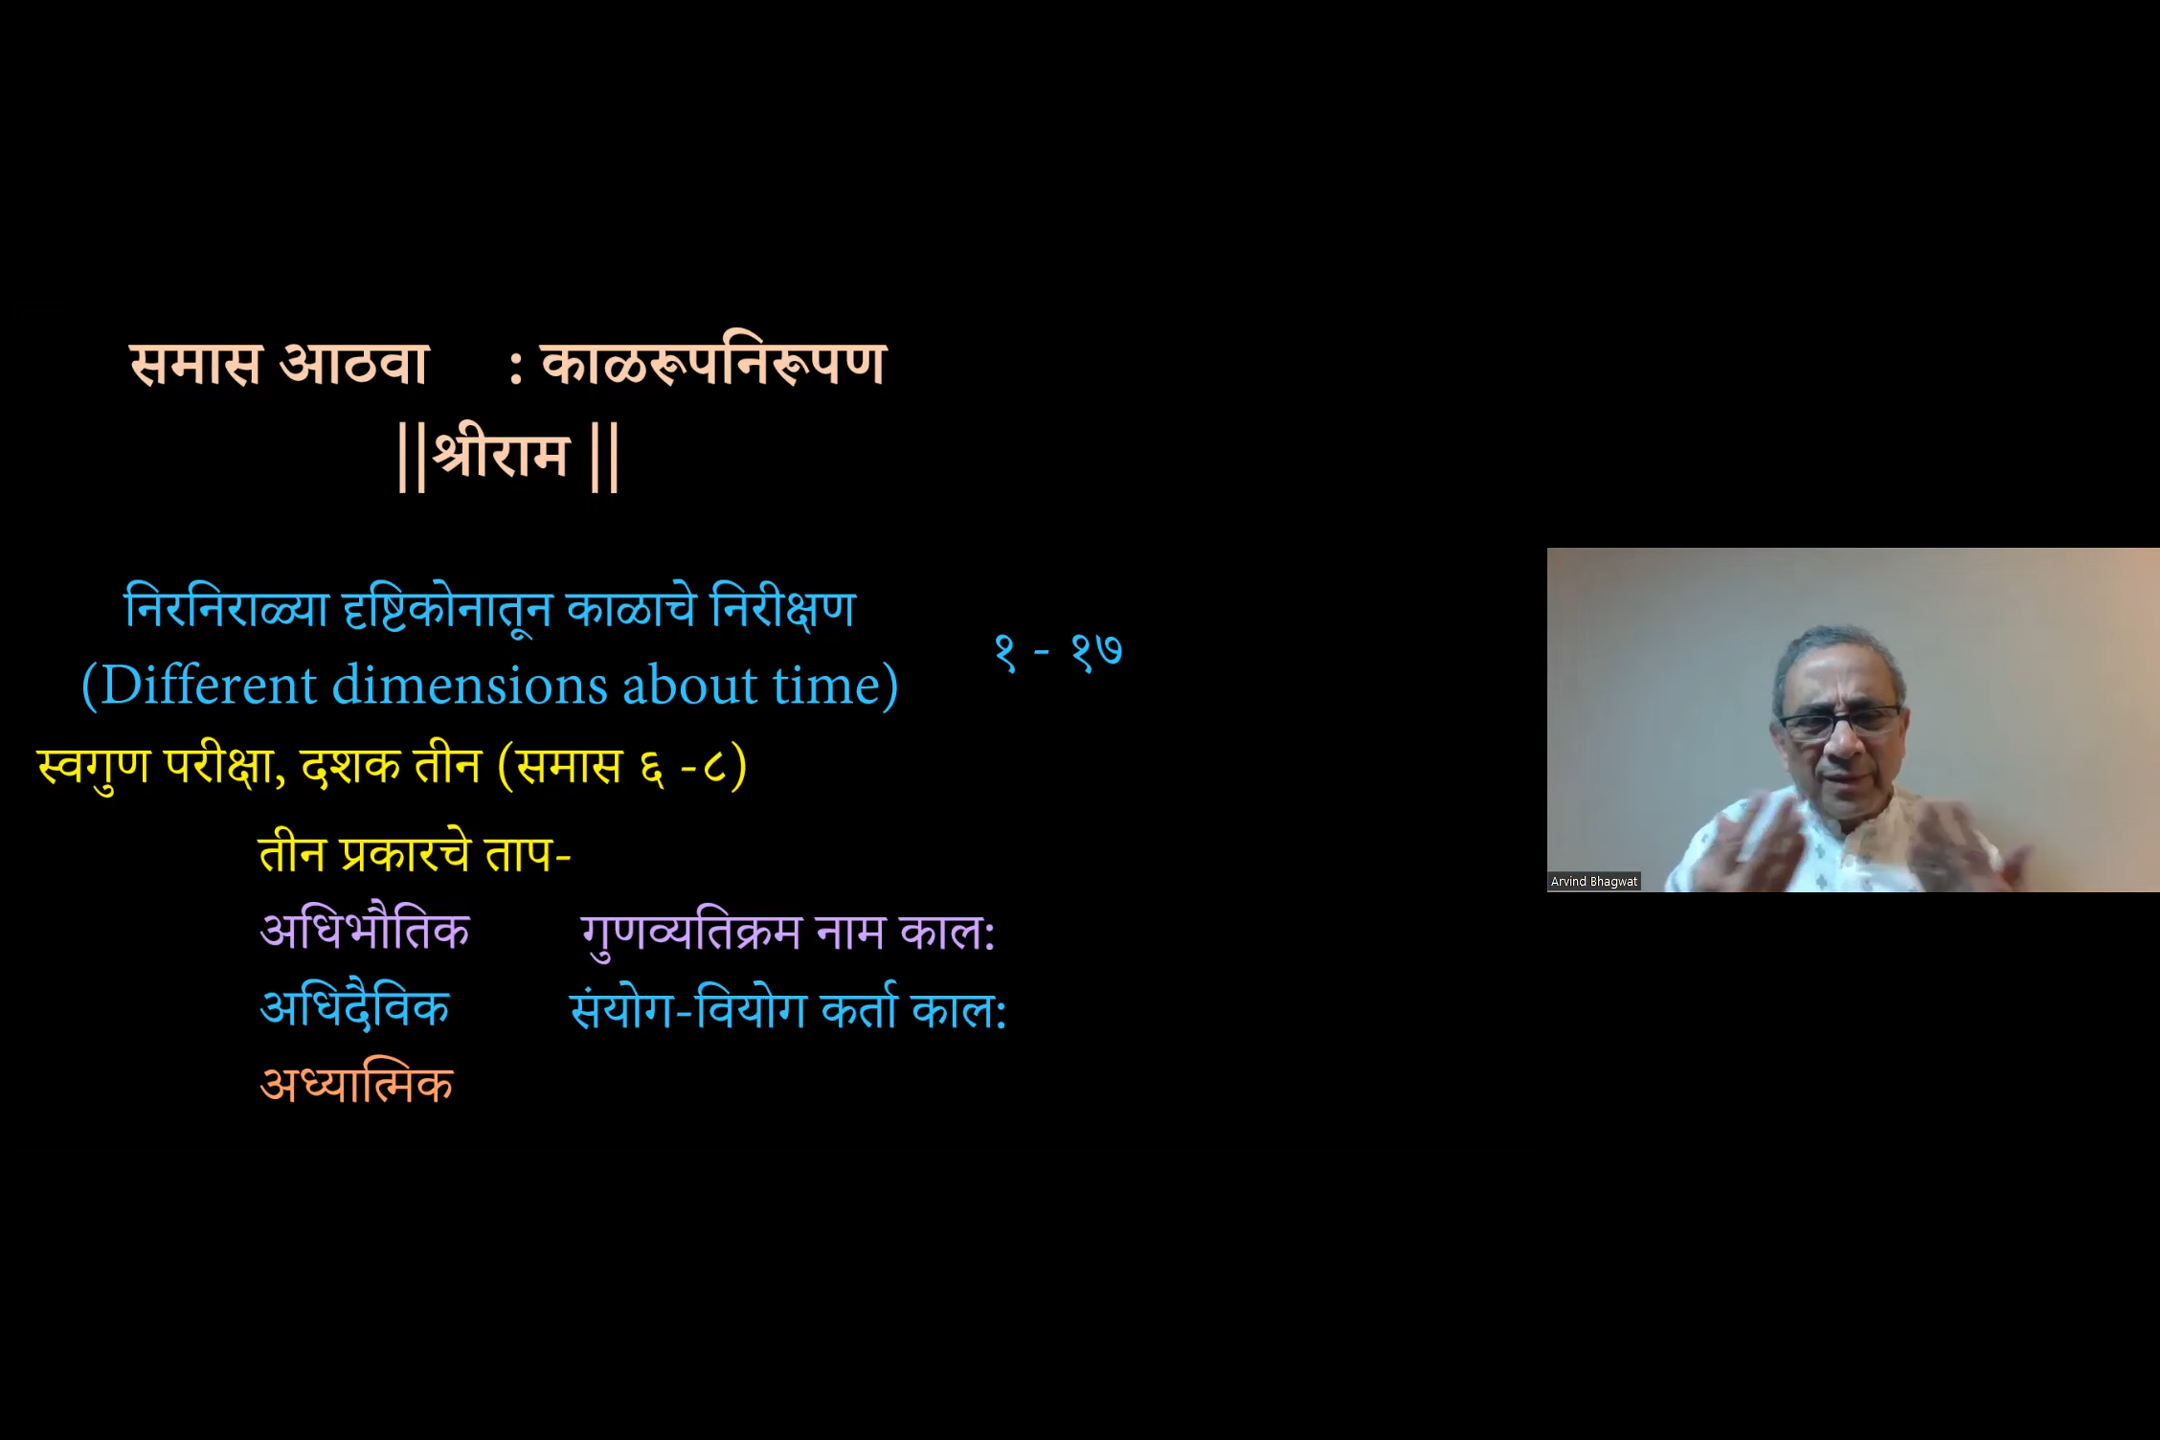 समास आठवा : काळरूपनिरूपण
||श्रीराम ||
निरनिराळ्या दृष्टिकोनातून काळाचे निरीक्षण
(Different dimensions about time)
१ - १७
स्वगुण परीक्षा, दशक तीन (समास ६ -८)
तीन प्रकारचे ताप-
अधिभौतिक गुणव्यतिक्रम नाम काल:
अधिदैविक संयोग-वियोग कर्ता काल:
अध्यात्मिक
Arvind Bhagwat